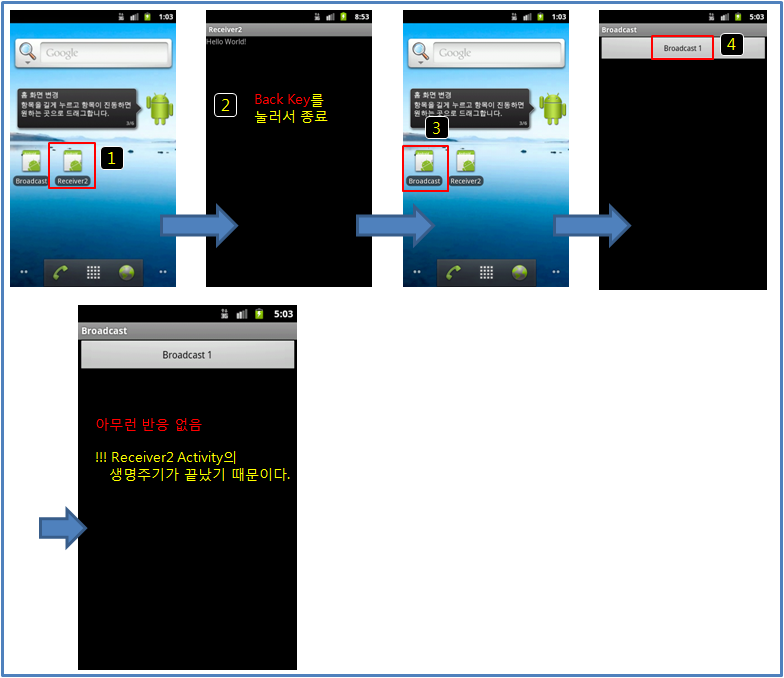 1:03
Google
홈 화면 변경
항목을 길게 누르고 항목이 진동하면
원하는 곳으로 드래그합니다.
3/6
1
Broadcast
Receiver2
8:53
Receiver2
Hello World!
2
Back Key를
눌러서 종료
1:03
Google
홈 화면 변경
항목을 길게 누르고 항목이 진동하면
원하는 곳으로 드래그합니다.
3/6
3
Broadcast
Receiver2
5:03
Broadcast
Broadcast 1
4
3G
5:03
Broadcast
Broadcast 1
아무런 반응 없음
!!! Receiver2 Activity의
생명주기가 끝났기 때문이다.